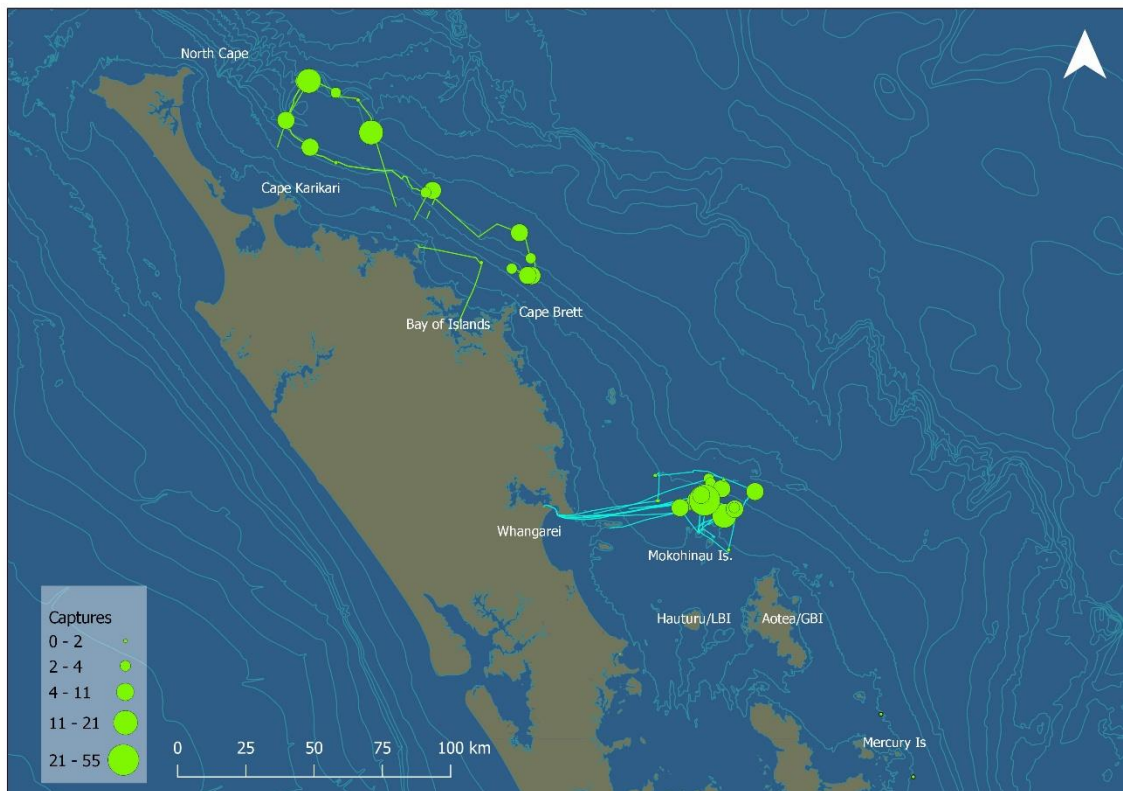 North Cape
Cape Karikari
Cape Brett
Bay of Islands
Whangarei
Mokohinau Is.
Hauturu/LBI
Aotea/GBI
Mercury Is
Captures
0 - 2
2 - 4
4 - 11
11 - 21
21 - 55
0 25 50 75 100 km